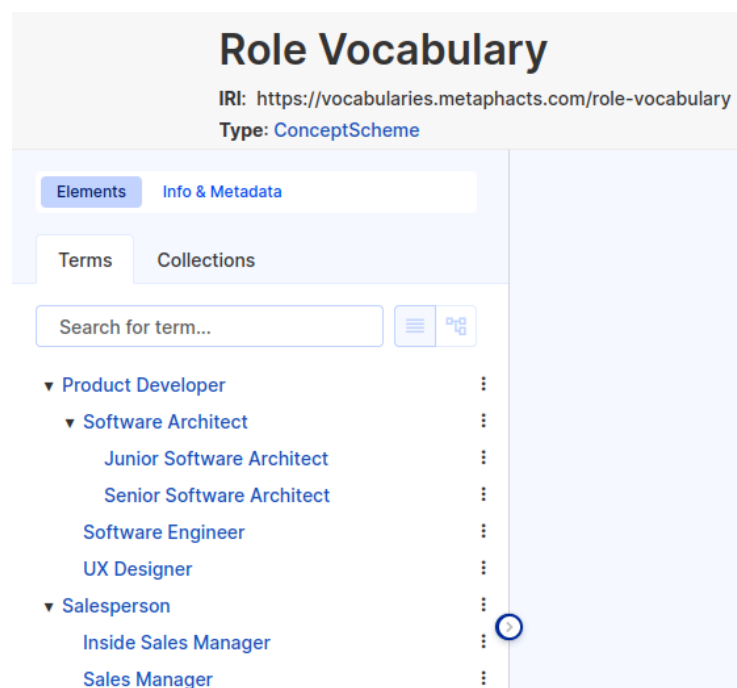 Role Vocabulary
IRI: https://vocabularies.metaphacts.com/role-vocabulary
Type: ConceptScheme
Elements Info & Metadata
Terms Collections
Search for term...
Product Developer
Software Architect
Junior Software Architect
Senior Software Architect
Software Engineer
UX Designer
Salesperson
Inside Sales Manager
Sales Manager